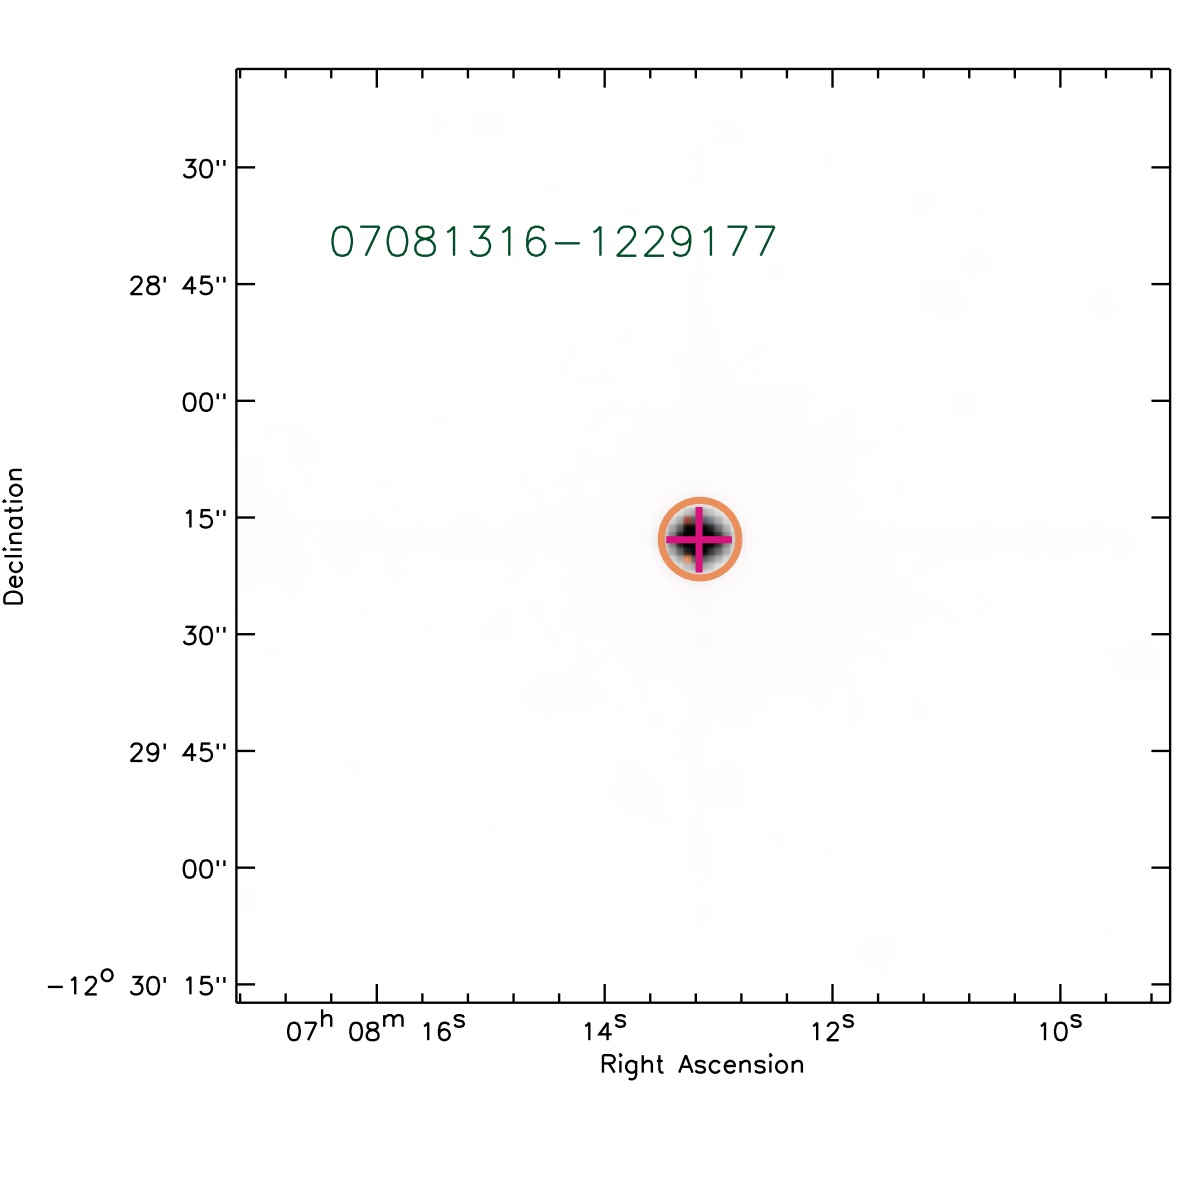 07081316-1229177
30"
28' 45"
00"
15"
30"
29' 45"
00"
-12° 30' 15"
Declination
07h 08m 16s 14s 12s 10s
Right Ascension